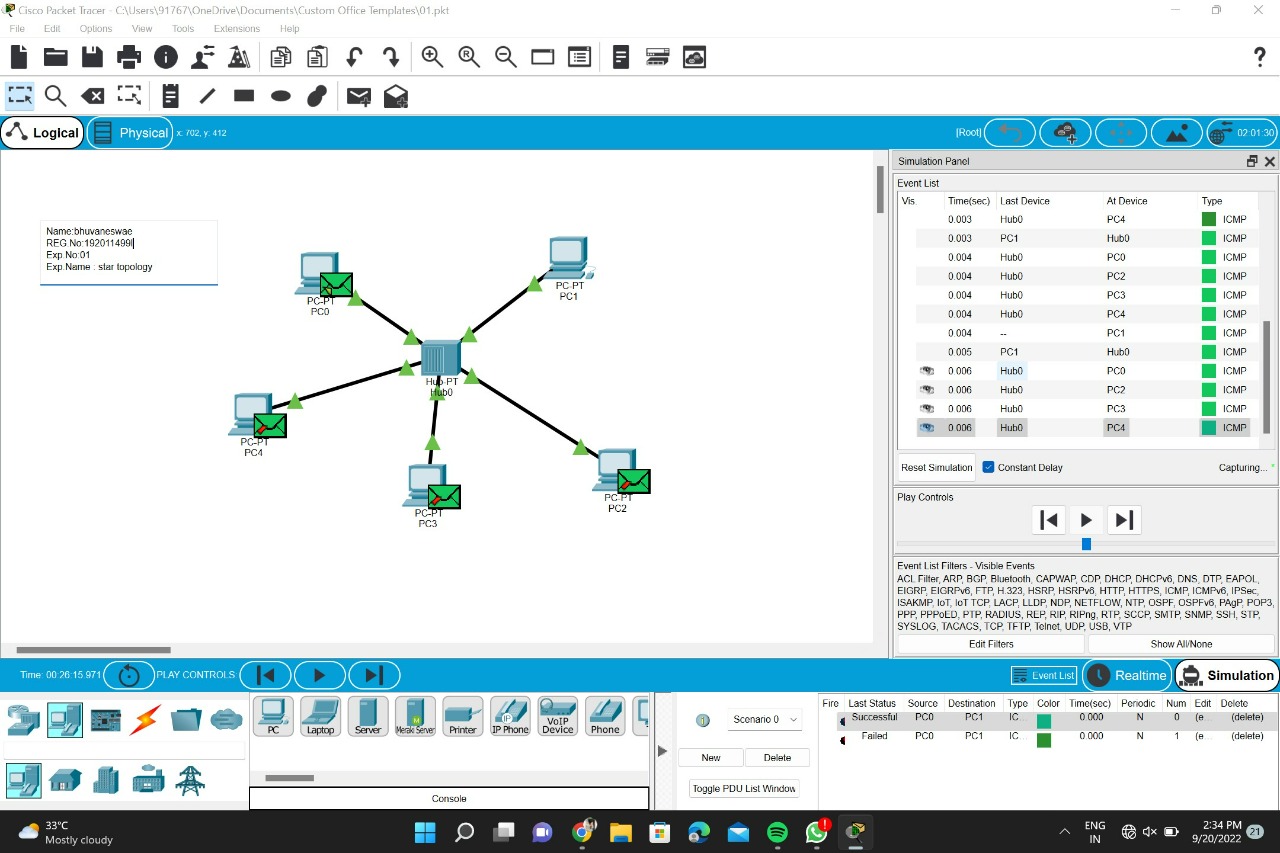 Cisco Packet Tracer - C:\Users\91767\OneDrive\Documents\Custom Office Templates\01.pkt
File Edit Options View Tools Extensions Help
Logical Physical x: 702, y: 412 [Root] 02:01:30
Name:bhuvaneswae
REG.No:192011499
Exp.No:01
Exp.Name : star topology
PC-PT
PC0
PC-PT
PC1
Hub-PT
Hub0
PC-PT
PC4
PC-PT
PC3
PC-PT
PC2
Simulation Panel
Event List
Vis. Time(sec) Last Device At Device Type
0.003 Hub0 PC4 ICMP
0.003 PC1 Hub0 ICMP
0.004 Hub0 PC0 ICMP
0.004 Hub0 PC2 ICMP
0.004 Hub0 PC3 ICMP
0.004 Hub0 PC4 ICMP
0.004 -- PC1 ICMP
0.005 PC1 Hub0 ICMP
0.006 Hub0 PC0 ICMP
0.006 Hub0 PC2 ICMP
0.006 Hub0 PC3 ICMP
0.006 Hub0 PC4 ICMP
Reset Simulation Constant Delay Capturing...
Play Controls
Event List Filters - Visible Events
ACL Filter, ARP, BGP, Bluetooth, CAPWAP, CDP, DHCP, DHCPv6, DNS, DTP, EAPOL,
EIGRP, EIGRPv6, FTP, H.323, HSRP, HSRPv6, HTTP, HTTPS, ICMP, ICMPv6, IPSec,
ISAKMP, IoT, IoT TCP, LACP, LLDP, NDP, NETFLOW, NTP, OSPF, OSPFv6, PAgP, POP3,
PPP, PPPoED, PTP, RADIUS, REP, RIP, RIPng, RTP, SCCP, SMTP, SNMP, SSH, STP,
SYSLOG, TACACS, TCP, TFTP, Telnet, UDP, USB, VTP
Edit Filters Show All/None
Time: 00:26:15.971 PLAY CONTROLS: Event List Realtime Simulation
PC Laptop Server Meraki Server Printer IP Phone VoIP Device Phone
Console
Scenario 0
New Delete
Toggle PDU List Window
Fire Last Status Source Destination Type Color Time(sec) Periodic Num Edit Delete
Successful PC0 PC1 IC... 0.000 N 0 (e... (delete)
Failed PC0 PC1 IC... 0.000 N 1 (e... (delete)
33°C
Mostly cloudy
ENG
IN
2:34 PM
9/20/2022
21